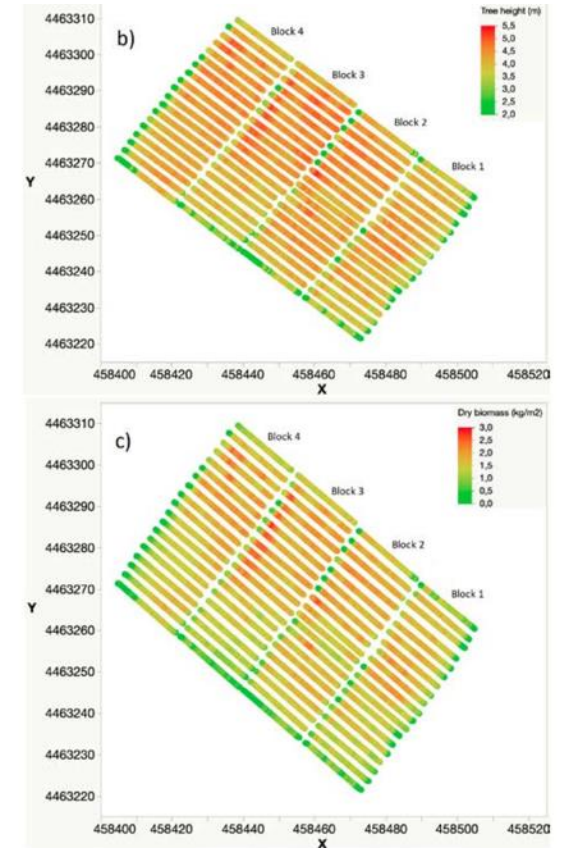 b)
Tree height (m)
5,5
5,0
4,5
4,0
3,5
3,0
2,5
2,0
Block 4
Block 3
Block 2
Block 1
4463310
4463300
4463290
4463280
4463270
4463260
4463250
4463240
4463230
4463220
Y
458400 458420 458440 458460 458480 458500 458520
X
c)
Dry biomass (kg/m2)
3,0
2,5
2,0
1,5
1,0
0,5
0,0
Block 4
Block 3
Block 2
Block 1
4463310
4463300
4463290
4463280
4463270
4463260
4463250
4463240
4463230
4463220
Y
458400 458420 458440 458460 458480 458500 458520
X